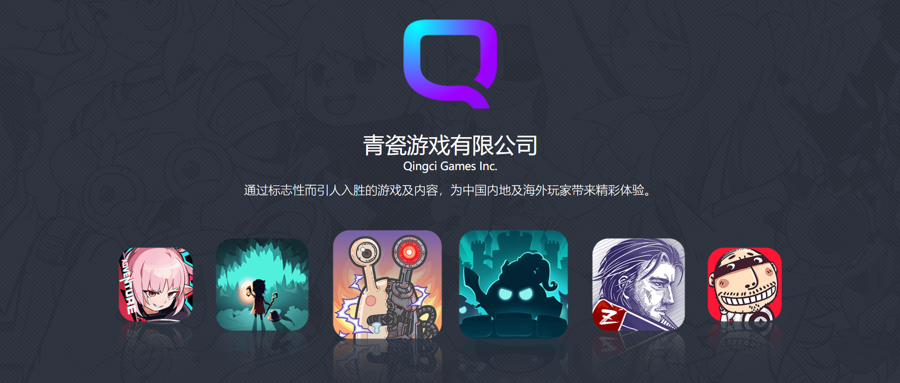 青瓷游戏有限公司
Qingci Games Inc.
通过标志性而引人入胜的游戏及内容，为中国内地及海外玩家带来精彩体验。
ADVENTURE
Z